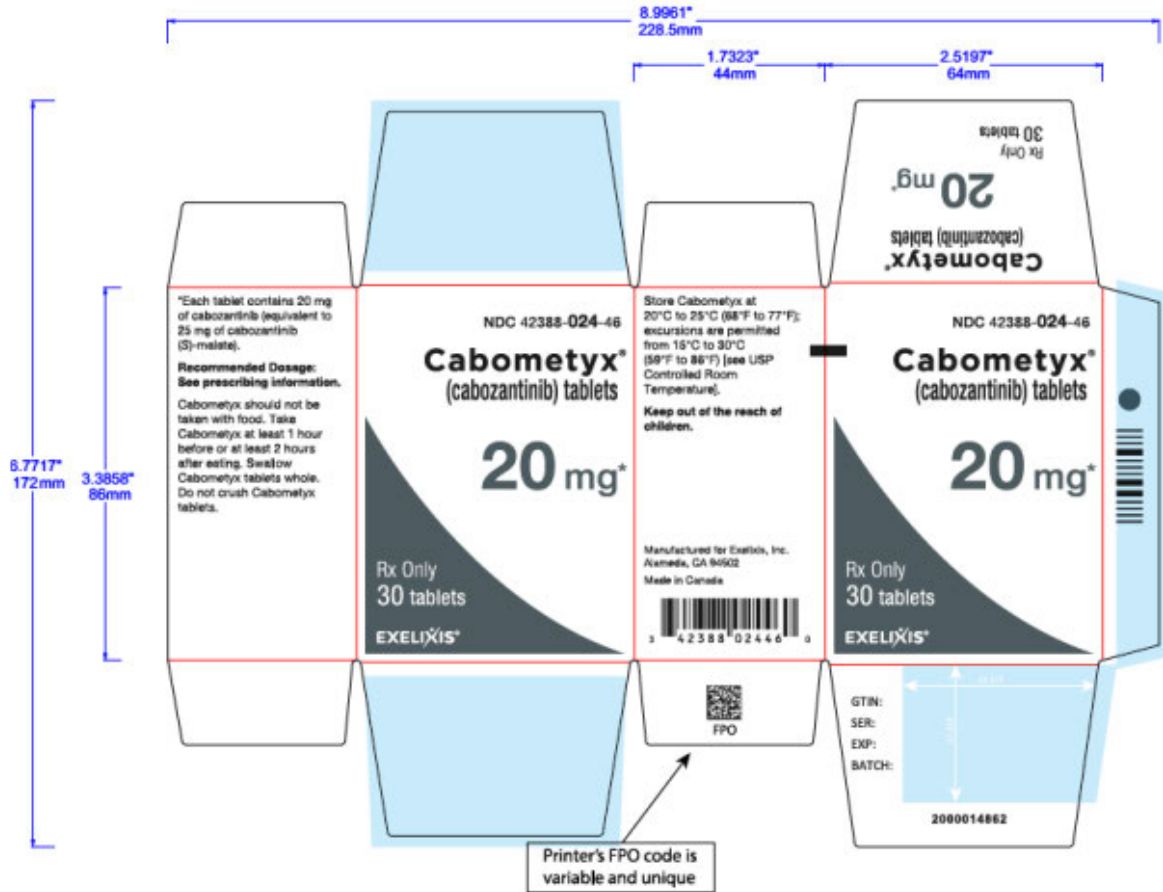 8.9961"
228.5mm
1.7323"
44mm
2.5197"
64mm
6.7717"
172mm
3.3858"
86mm
*Each tablet contains 20 mg
of cabozantinib (equivalent to
25 mg of cabozantinib
(S)-malate).
Recommended Dosage:
See prescribing information.
Cabometyx should not be
taken with food. Take
Cabometyx at least 1 hour
before or at least 2 hours
after eating. Swallow
Cabometyx tablets whole.
Do not crush Cabometyx
tablets.
NDC 42388-024-46
Cabometyx®
(cabozantinib) tablets
20 mg*
Rx Only
30 tablets
EXELIXIS®
Store Cabometyx at
20°C to 25°C (68°F to 77°F);
excursions are permitted
from 15°C to 30°C
(59°F to 86°F) [see USP
Controlled Room
Temperature].
Keep out of the reach of
children.
Manufactured for Exelixis, Inc.
Alameda, CA 94502
Made in Canada
3 42388 02446 0
FPO
Printer's FPO code is
variable and unique
Cabometyx®
(cabozantinib) tablets
20 mg*
Rx Only
30 tablets
NDC 42388-024-46
Cabometyx®
(cabozantinib) tablets
20 mg*
Rx Only
30 tablets
EXELIXIS®
GTIN:
SER:
EXP:
BATCH:
2000014862